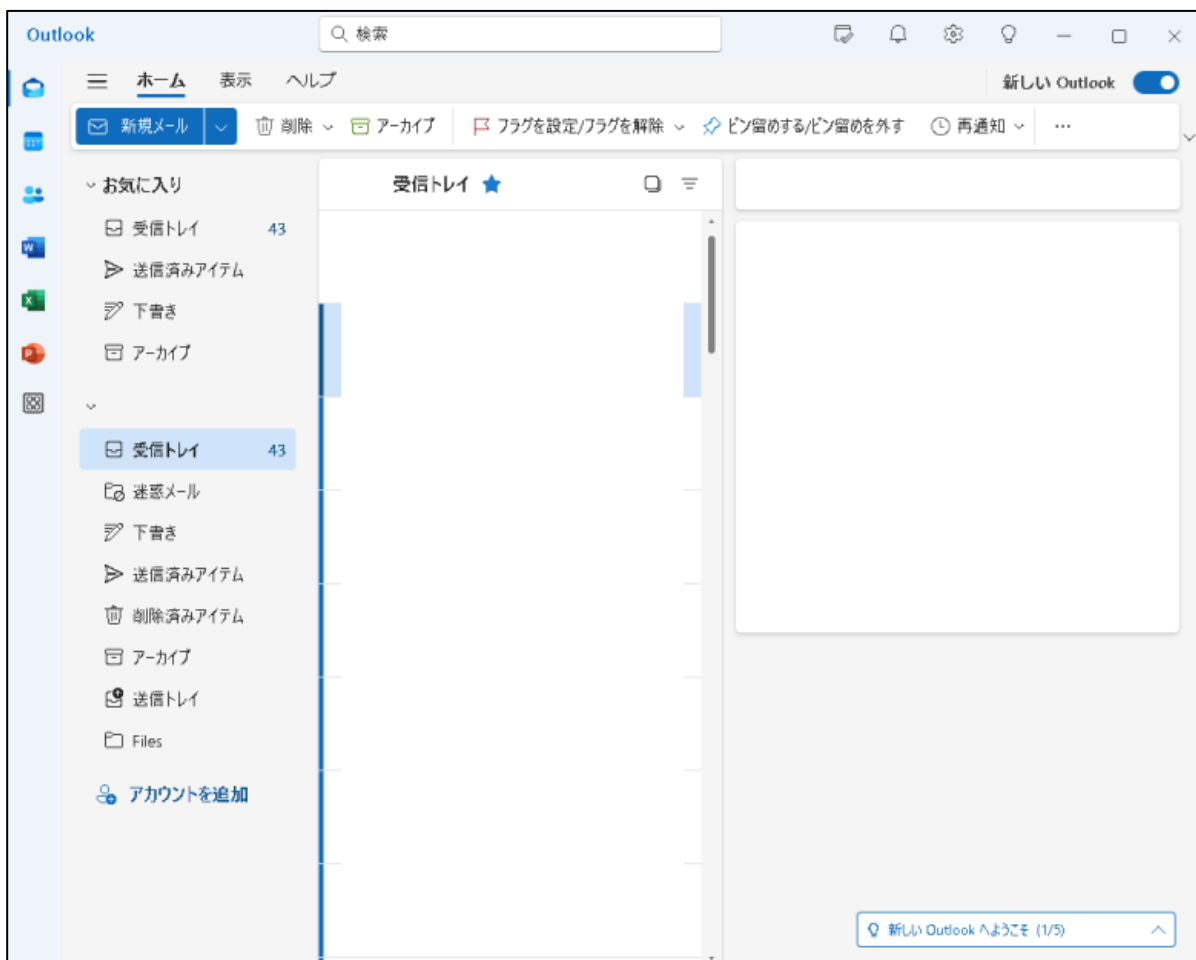 Outlook
検索
ホーム 表示 ヘルプ
新しい Outlook
新規メール 削除 アーカイブ フラグを設定/フラグを解除 ピン留めする/ピン留めを外す 再通知 …
お気に入り
受信トレイ 43
送信済みアイテム
下書き
アーカイブ
受信トレイ 43
迷惑メール
下書き
送信済みアイテム
削除済みアイテム
アーカイブ
送信トレイ
Files
アカウントを追加
受信トレイ
新しい Outlook へようこそ (1/5)